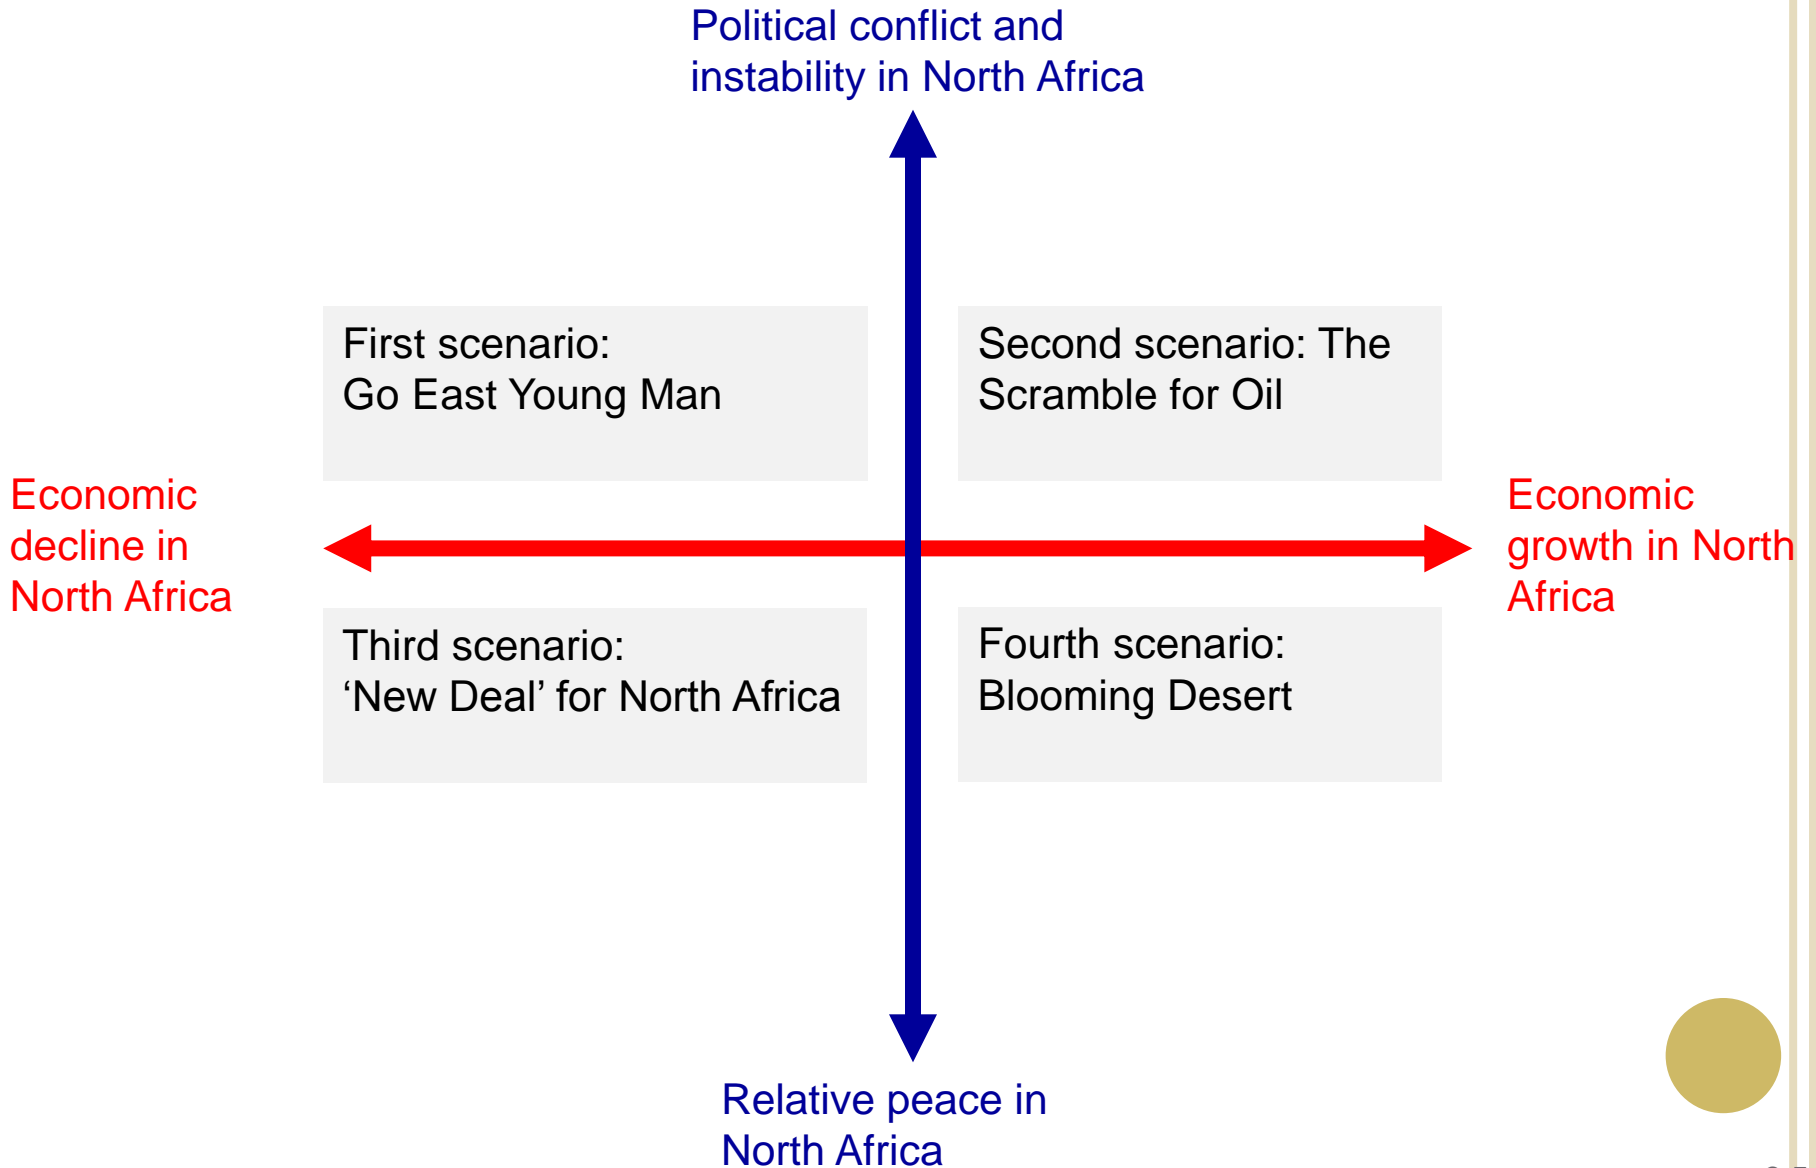 Political conflict and
instability in North Africa
First scenario:
Go East Young Man
Second scenario: The
Scramble for Oil
Economic
decline in
North Africa
Economic
growth in North
Africa
Third scenario:
‘New Deal’ for North Africa
Fourth scenario:
Blooming Desert
Relative peace in
North Africa